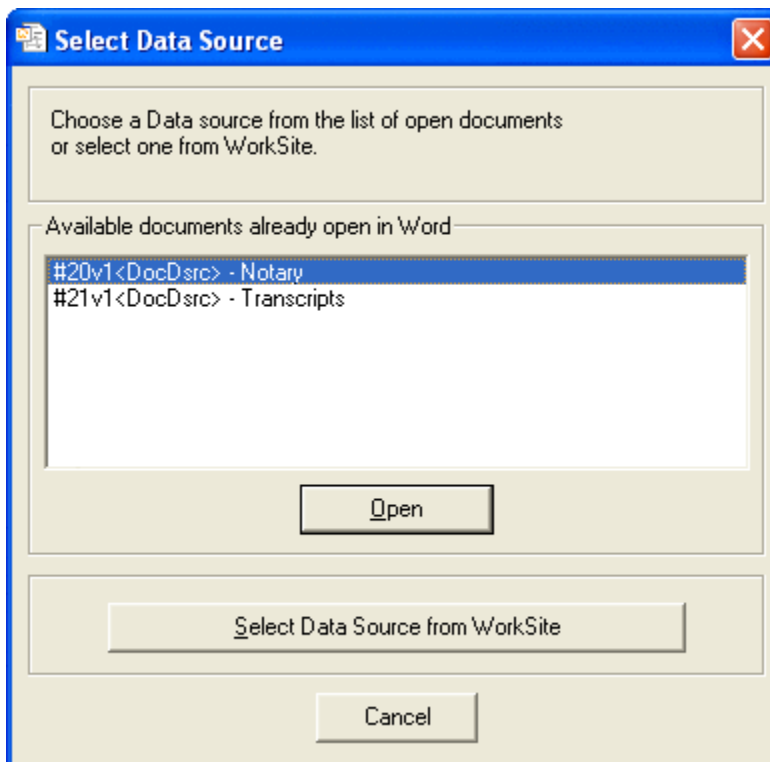 Select Data Source
Choose a Data source from the list of open documents
or select one from WorkSite.
Available documents already open in Word
#20v1<DocDsrc> - Notary
#21v1<DocDsrc> - Transcripts
Open
Select Data Source from WorkSite
Cancel